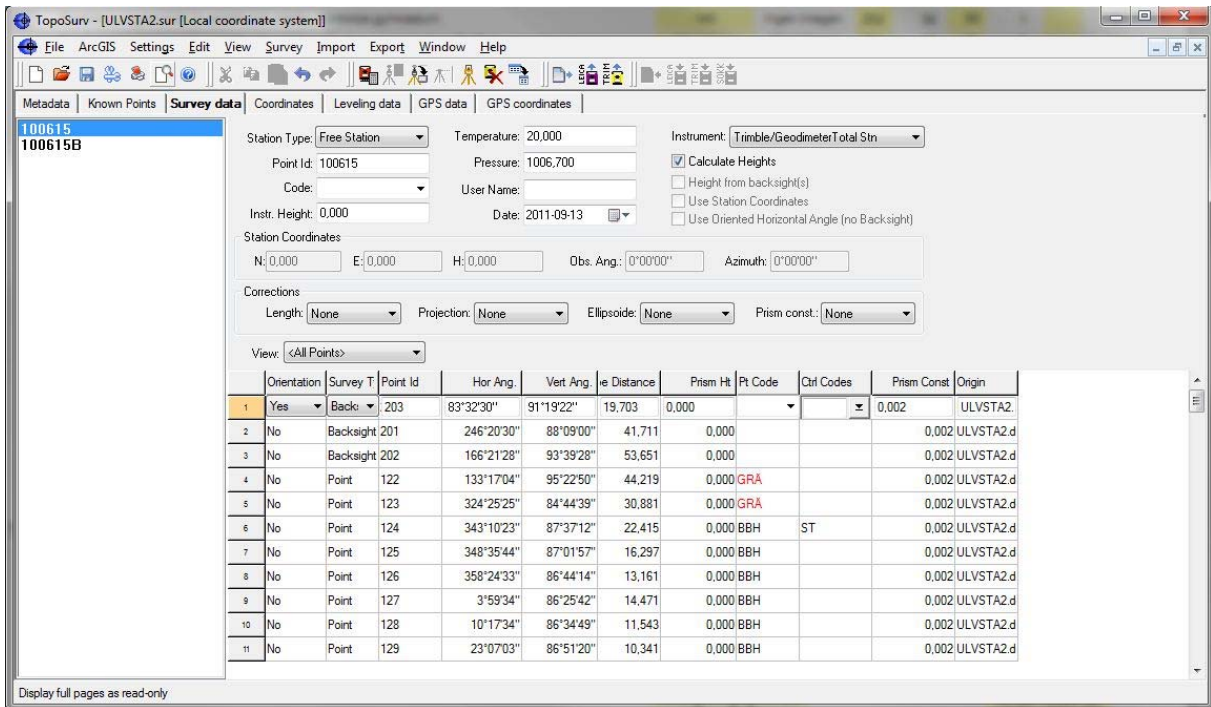 TopoSurv - [ULVSTA2.sur [Local coordinate system]]
File ArcGIS Settings Edit View Survey Import Export Window Help
Metadata Known Points Survey data Coordinates Leveling data GPS data GPS coordinates
100615
100615B
Station Type: Free Station Temperature: 20,000 Instrument: Trimble/GeodimeterTotal Stn
Point Id: 100615 Pressure: 1006,700 Calculate Heights
Code: User Name: Height from backsight(s)
Use Station Coordinates
Instr. Height: 0,000 Date: 2011-09-13 Use Oriented Horizontal Angle (no Backsight)
Station Coordinates
N: 0,000 E: 0,000 H: 0,000 Obs. Ang.: 0°00'00" Azimuth: 0°00'00"
Corrections
Length: None Projection: None Ellipsoide: None Prism const.: None
View: <All Points>
Orientation Survey T Point Id Hor Ang. Vert Ang. e Distance Prism Ht Pt Code Ctrl Codes Prism Const Origin
1 Yes Back: 203 83°32'30" 91°19'22" 19,703 0,000 0,002 ULVSTA2.
2 No Backsight 201 246°20'30" 88°09'00" 41,711 0,000 0,002 ULVSTA2.d
3 No Backsight 202 166°21'28" 93°39'28" 53,651 0,000 0,002 ULVSTA2.d
4 No Point 122 133°17'04" 95°22'50" 44,219 0,000 GRÄ 0,002 ULVSTA2.d
5 No Point 123 324°25'25" 84°44'39" 30,881 0,000 GRÄ 0,002 ULVSTA2.d
6 No Point 124 343°10'23" 87°37'12" 22,415 0,000 BBH ST 0,002 ULVSTA2.d
7 No Point 125 348°35'44" 87°01'57" 16,297 0,000 BBH 0,002 ULVSTA2.d
8 No Point 126 358°24'33" 86°44'14" 13,161 0,000 BBH 0,002 ULVSTA2.d
9 No Point 127 3°59'34" 86°25'42" 14,471 0,000 BBH 0,002 ULVSTA2.d
10 No Point 128 10°17'34" 86°34'49" 11,543 0,000 BBH 0,002 ULVSTA2.d
11 No Point 129 23°07'03" 86°51'20" 10,341 0,000 BBH 0,002 ULVSTA2.d
Display full pages as read-only